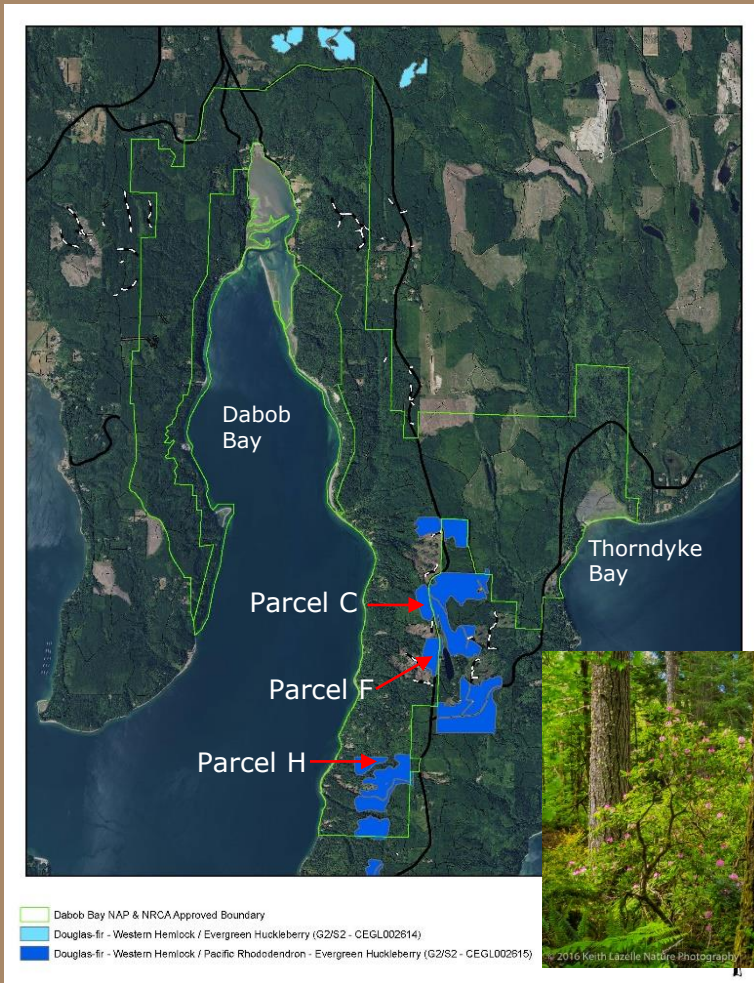 Dabob
Bay
Thorndyke
Bay
Parcel C
Parcel F
Parcel H
Dabob Bay NAP & NRCA Approved Boundary
Douglas-fir - Western Hemlock / Evergreen Huckleberry (G2/S2 - CEGL002614)
Douglas-fir - Western Hemlock / Pacific Rhododendron - Evergreen Huckleberry (G2/S2 - CEGL002615)
© 2016 Keith Lazelle Nature Photography